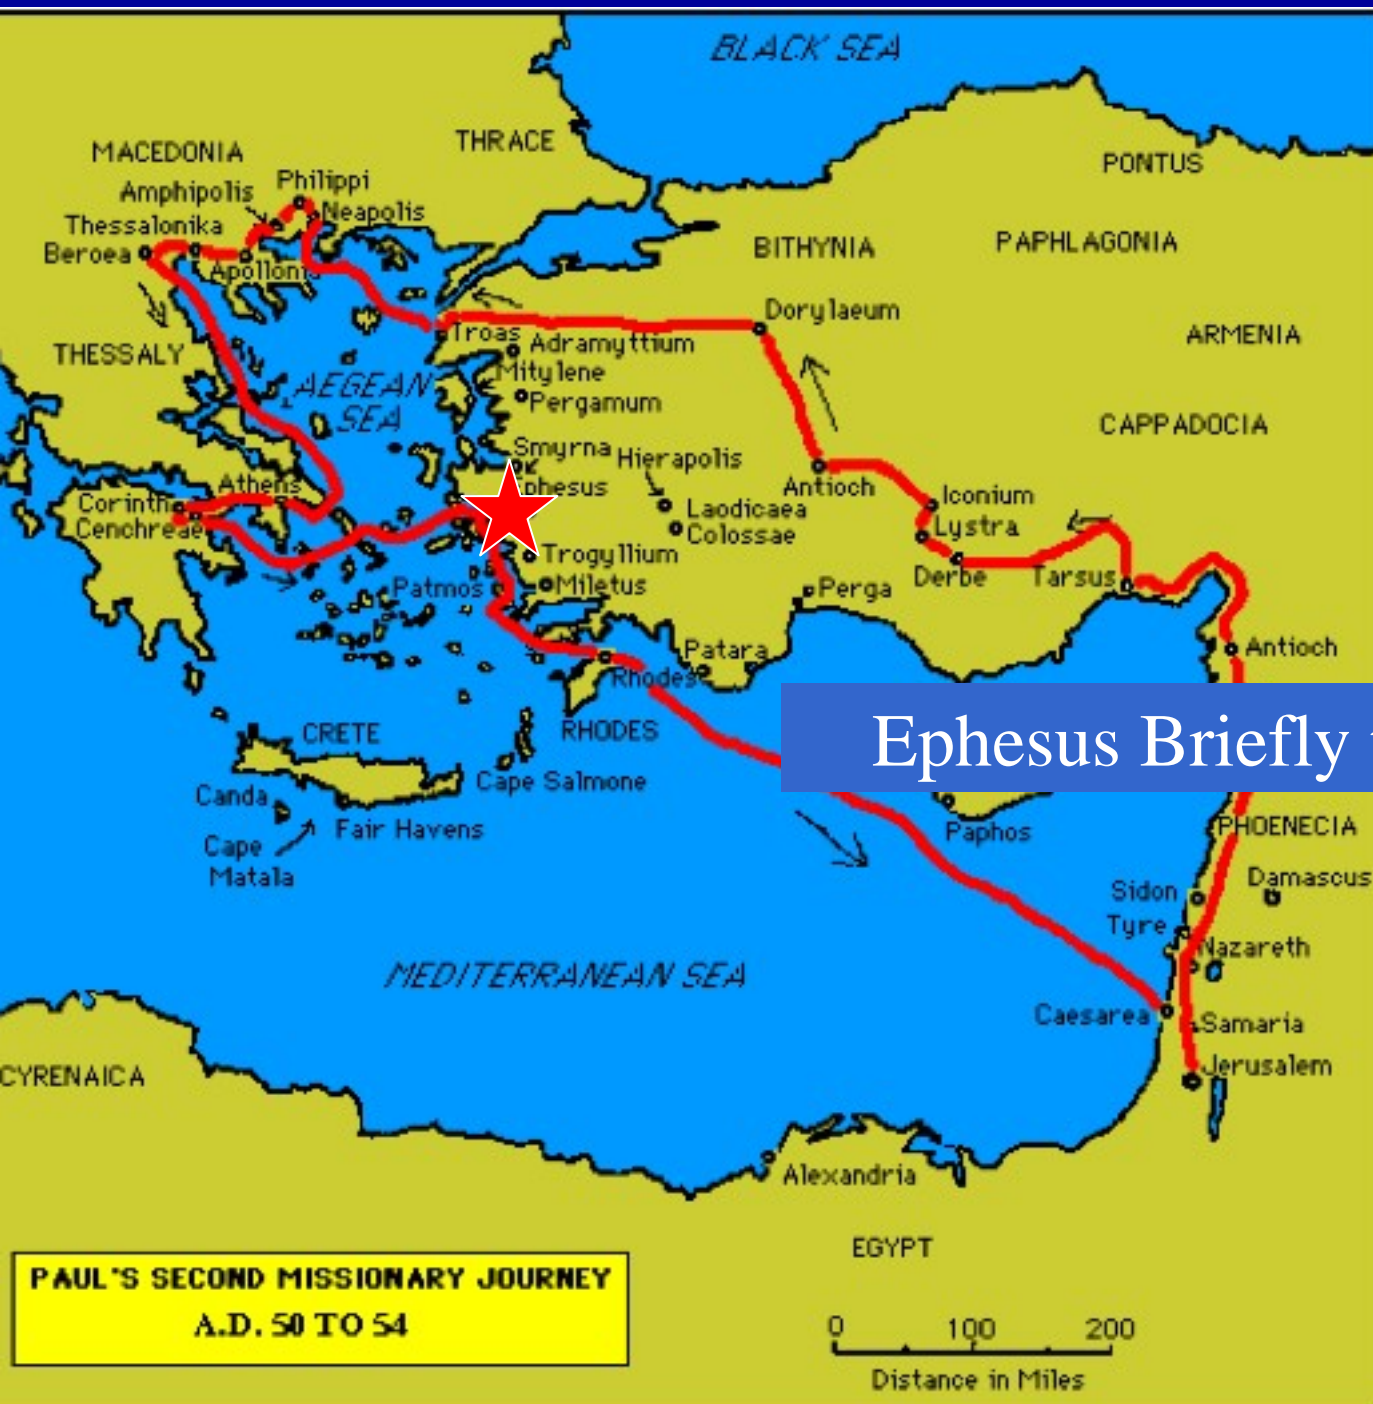 BLACK SEA
THRACE
MACEDONIA
PONTUS
Philippi
Amphipolis
Neapolis
Thessalonika
Beroea
BITHYNIA
PAPHLAGONIA
Dorylaeum
Troas
ARMENIA
Adramyttium
THESSALY
Mitylene
AEGEAN
SEA
Pergamum
CAPPADOCIA
Smyrna
Hierapolis
Athens
Antioch
Iconium
Corinth
Laodicaea
Cenchreae
Colossae
Lystra
Trogyllium
Derbe
Tarsus
Patmos
Miletus
Perga
Patara
Antioch
Rhodes
RHODES
CRETE
Ephesus Briefly
Cape Salmone
Canda
Fair Havens
Paphos
PHOENECIA
Cape
Matala
Sidon
Damascus
Tyre
Nazareth
MEDITERRANEAN SEA
Caesarea
Samaria
Jerusalem
CYRENAICA
Alexandria
EGYPT
PAUL'S SECOND MISSIONARY JOURNEY
A.D. 50 TO 54
0 100 200
Distance in Miles